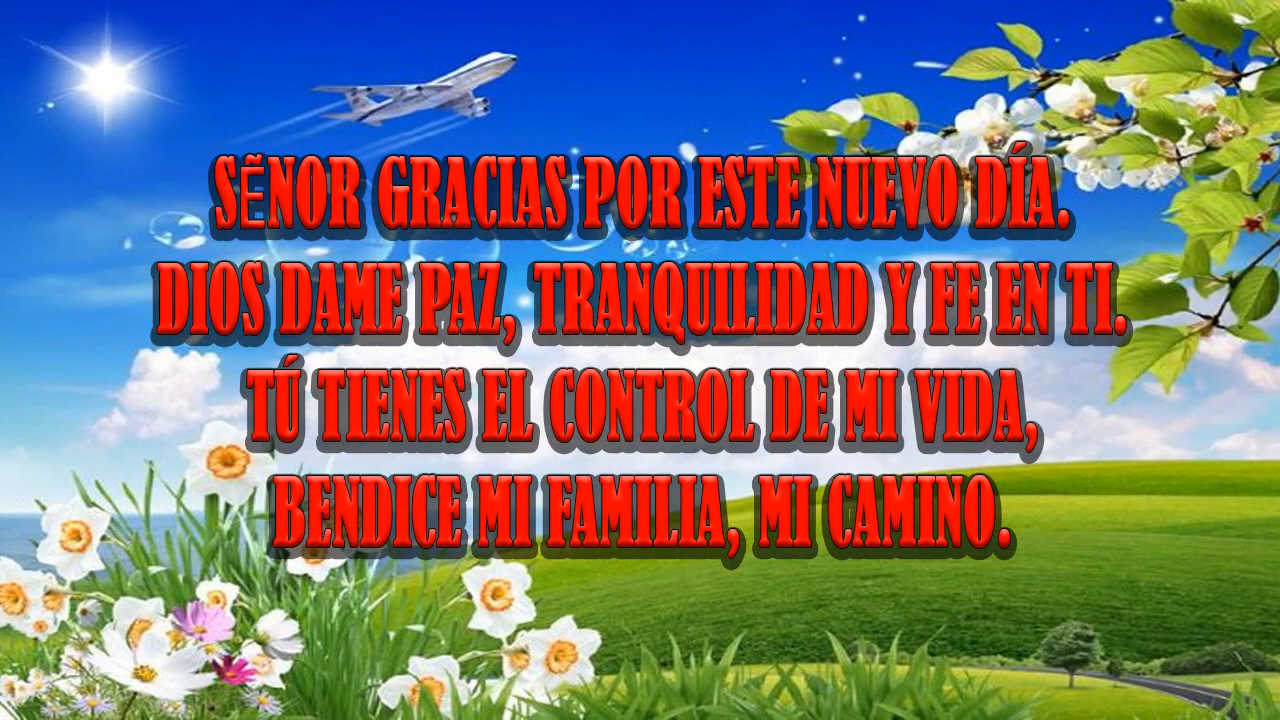 SẼNOR GRACIAS POR ESTE NUEVO DÍA.
DIOS DAME PAZ, TRANQUILIDAD Y FE EN TI.
TÚ TIENES EL CONTROL DE MI VIDA,
BENDICE MI FAMILIA, MI CAMINO.